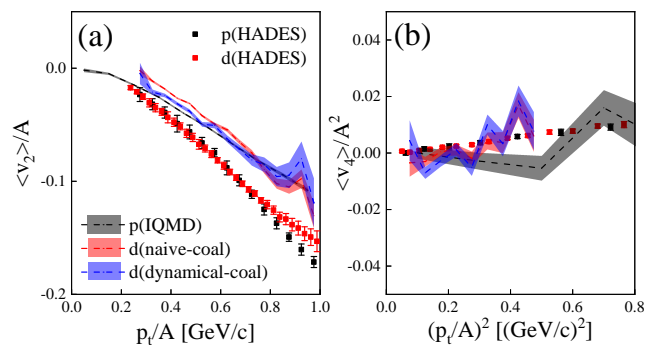 (a)
p(HADES)
d(HADES)
(b)
0.0
-0.1
-0.2
<v₂>/A
p(IQMD)
d(naive-coal)
d(dynamical-coal)
0.0 0.2 0.4 0.6 0.8 1.0
pₜ/A [GeV/c]
0.04
0.02
0.00
-0.02
-0.04
<v₄>/A²
0.0 0.2 0.4 0.6 0.8
(pₜ/A)² [(GeV/c)²]